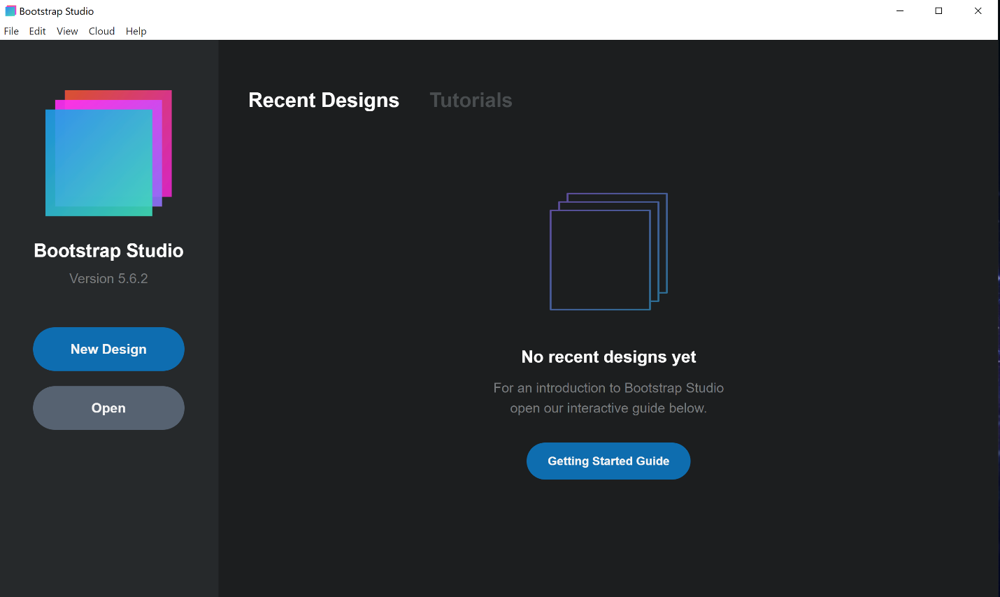 Bootstrap Studio
File Edit View Cloud Help
Recent Designs Tutorials
Bootstrap Studio
Version 5.6.2
New Design
Open
No recent designs yet
For an introduction to Bootstrap Studio
open our interactive guide below.
Getting Started Guide